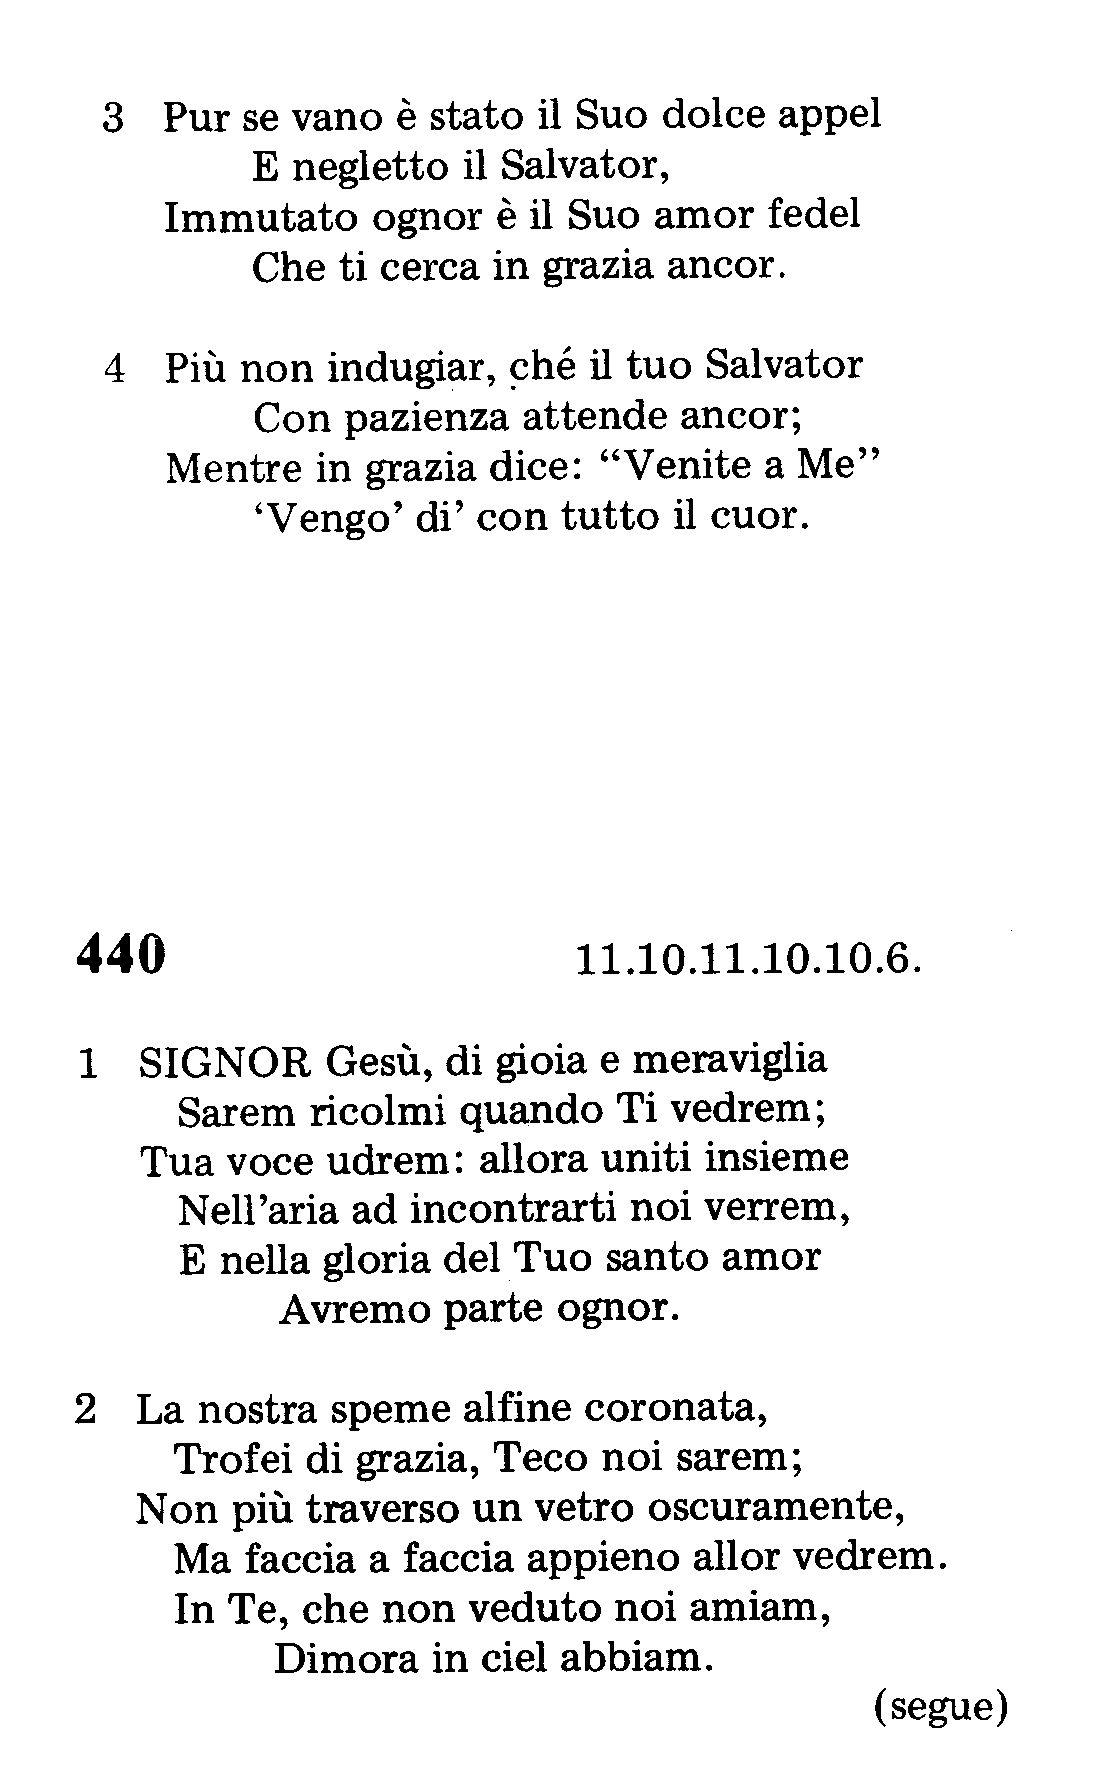 3 Pur se vano è stato il Suo dolce appel
E negletto il Salvator,
Immutato ognor è il Suo amor fedel
Che ti cerca in grazia ancor.
4 Più non indugiar, ché il tuo Salvator
Con pazienza attende ancor;
Mentre in grazia dice: “Venite a Me”
‘Vengo’ di’ con tutto il cuor.
440 11.10.11.10.10.6.
1 SIGNOR Gesù, di gioia e meraviglia
Sarem ricolmi quando Ti vedrem;
Tua voce udrem: allora uniti insieme
Nell’aria ad incontrarti noi verrem,
E nella gloria del Tuo santo amor
Avremo parte ognor.
2 La nostra speme alfine coronata,
Trofei di grazia, Teco noi sarem;
Non più traverso un vetro oscuramente,
Ma faccia a faccia appieno allor vedrem.
In Te, che non veduto noi amiam,
Dimora in ciel abbiam.
(segue)